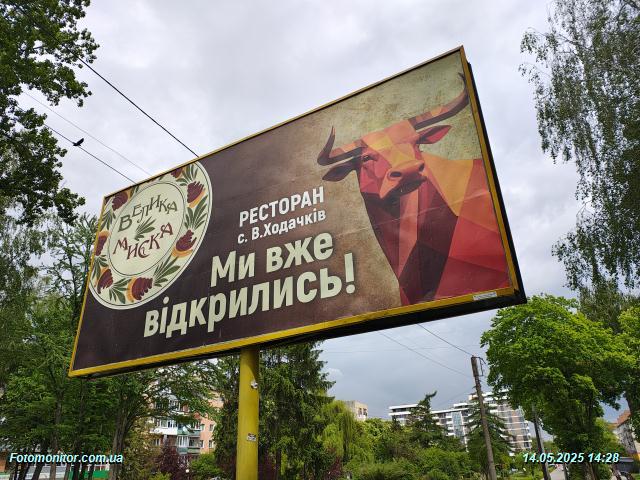 ВЕЛИКА
МИСКА
РЕСТОРАН
с. В.Ходачків
Ми вже
відкрились!
Fotomonitor.com.ua
14.05.2025 14:28